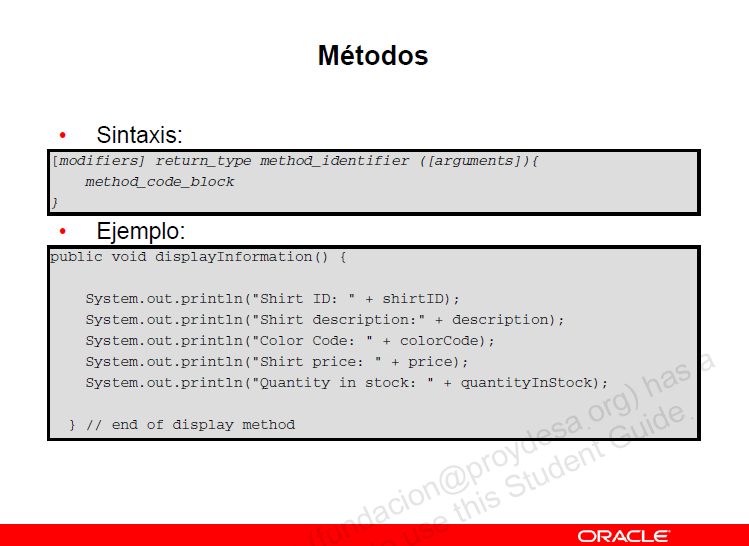 Métodos
• Sintaxis:
[modifiers] return_type method_identifier ([arguments]){
method_code_block
}
• Ejemplo:
public void displayInformation() {
System.out.println("Shirt ID: " + shirtID);
System.out.println("Shirt description:" + description);
System.out.println("Color Code: " + colorCode);
System.out.println("Shirt price: " + price);
System.out.println("Quantity in stock: " + quantityInStock);
} // end of display method
(fundacion@proydesa.org) has a
to use this Student Guide.
ORACLE